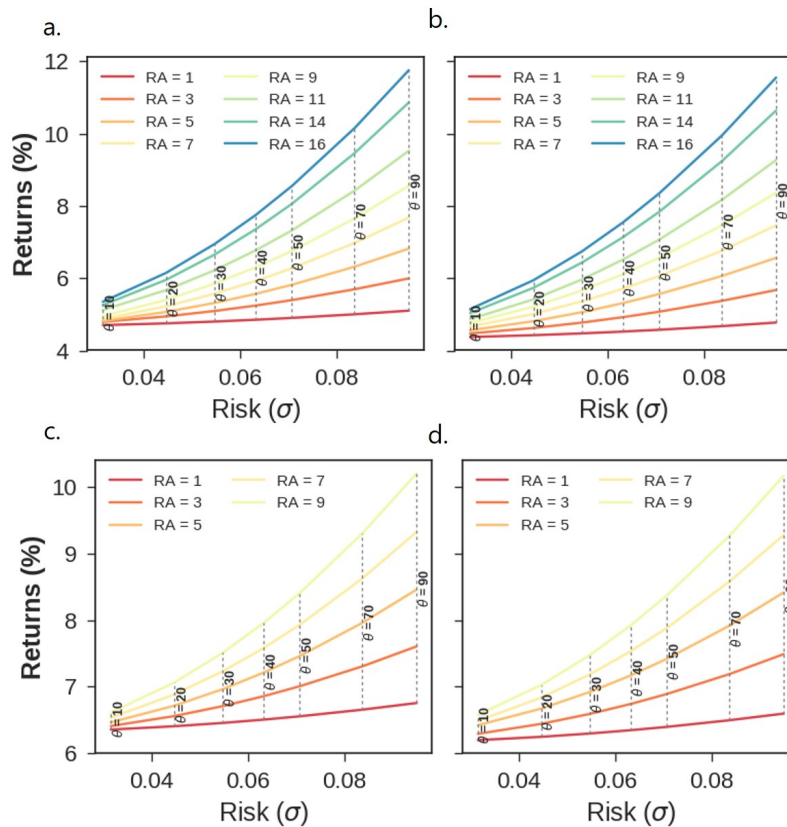 a.
b.
RA = 1
RA = 3
RA = 5
RA = 7
RA = 9
RA = 11
RA = 14
RA = 16
RA = 1
RA = 3
RA = 5
RA = 7
RA = 9
RA = 11
RA = 14
RA = 16
12
10
8
6
4
Returns (%)
θ = 10
θ = 20
θ = 30
θ = 40
θ = 50
θ = 70
θ = 90
θ = 10
θ = 20
θ = 30
θ = 40
θ = 50
θ = 70
θ = 90
0.04 0.06 0.08
0.04 0.06 0.08
Risk (σ)
Risk (σ)
c.
d.
RA = 1
RA = 3
RA = 5
RA = 7
RA = 9
RA = 1
RA = 3
RA = 5
RA = 7
RA = 9
10
9
8
7
6
Returns (%)
θ = 10
θ = 20
θ = 30
θ = 40
θ = 50
θ = 70
θ = 90
θ = 10
θ = 20
θ = 30
θ = 40
θ = 50
θ = 70
0.04 0.06 0.08
0.04 0.06 0.08
Risk (σ)
Risk (σ)